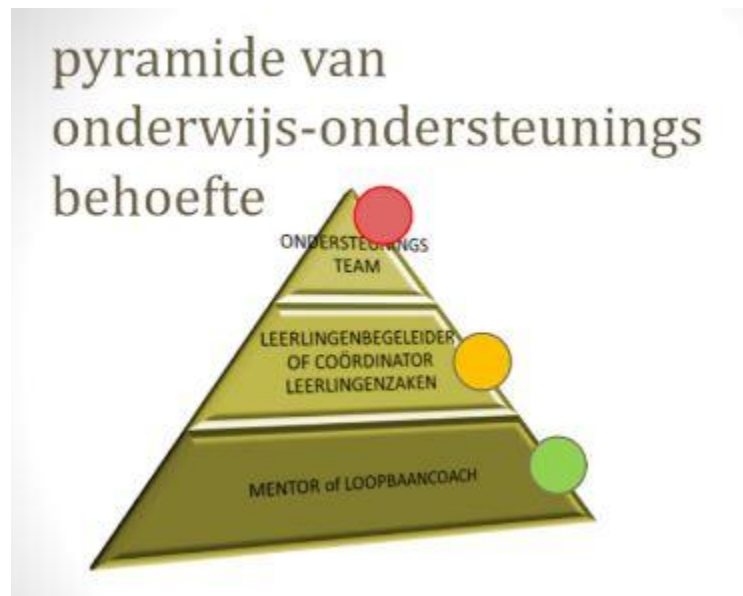 pyramide van
onderwijs-ondersteunings
behoefte
ONDERSTEUNINGS
TEAM
LEERLINGENBEGELEIDER
OF COÖRDINATOR
LEERLINGENZAKEN
MENTOR of LOOPBAANCOACH